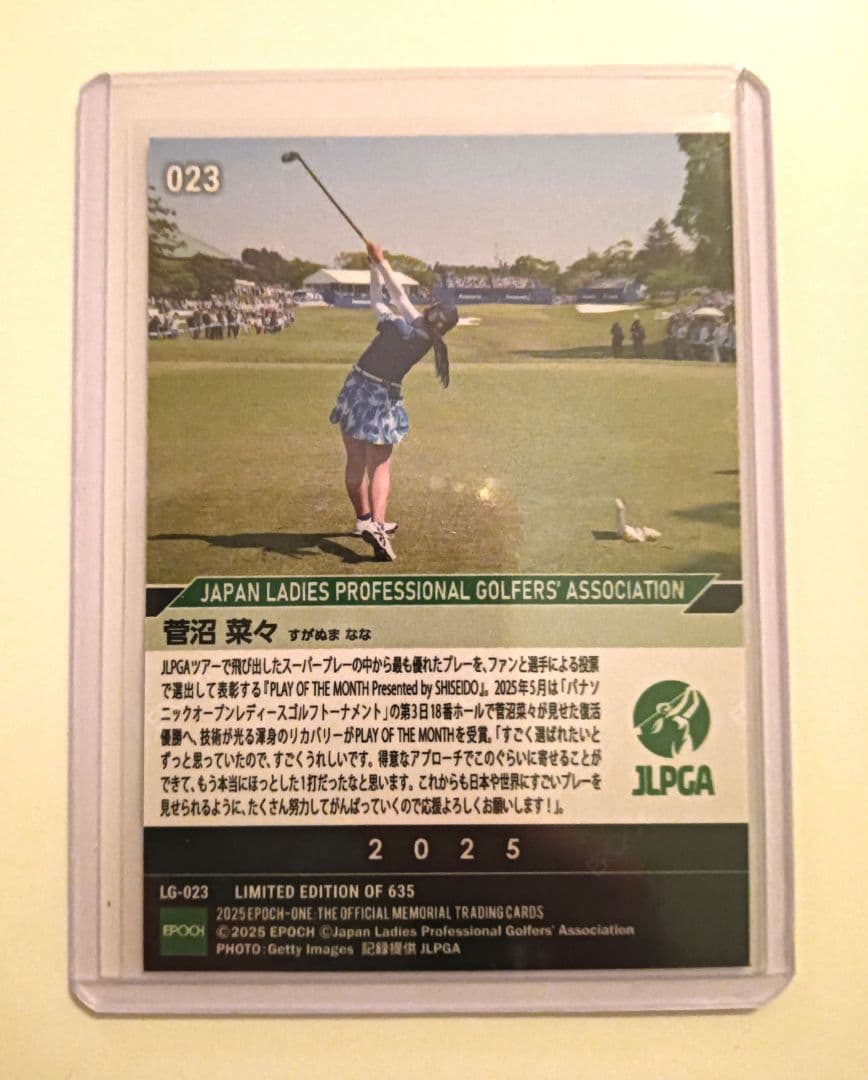 023
JAPAN LADIES PROFESSIONAL GOLFERS' ASSOCIATION
菅沼 菜々 すがぬま なな
JLPGAツアーで飛び出したスーパープレーの中から最も優れたプレーを、ファンと選手による投票
で選出して表彰する『PLAY OF THE MONTH Presented by SHISEIDO』。2025年5月は「パナソ
ニックオープンレディースゴルフトーナメント」の第3日18番ホールで菅沼菜々が見せた復活
優勝へ、技術が光る渾身のリカバリーがPLAY OF THE MONTHを受賞。「すごく選ばれたいと
ずっと思っていたので、すごくうれしいです。得意なアプローチでこのぐらいに寄せることが
できて、もう本当にほっとした1打だったなと思います。これからも日本や世界にすごいプレーを
見せられるように、たくさん努力してがんばっていくので応援よろしくお願いします！」。
JLPGA
2025
LG-023 LIMITED EDITION OF 635
EPOCH
2025 EPOCH-ONE: THE OFFICIAL MEMORIAL TRADING CARDS
©2025 EPOCH ©Japan Ladies Professional Golfers' Association
PHOTO: Getty Images 記録提供 JLPGA